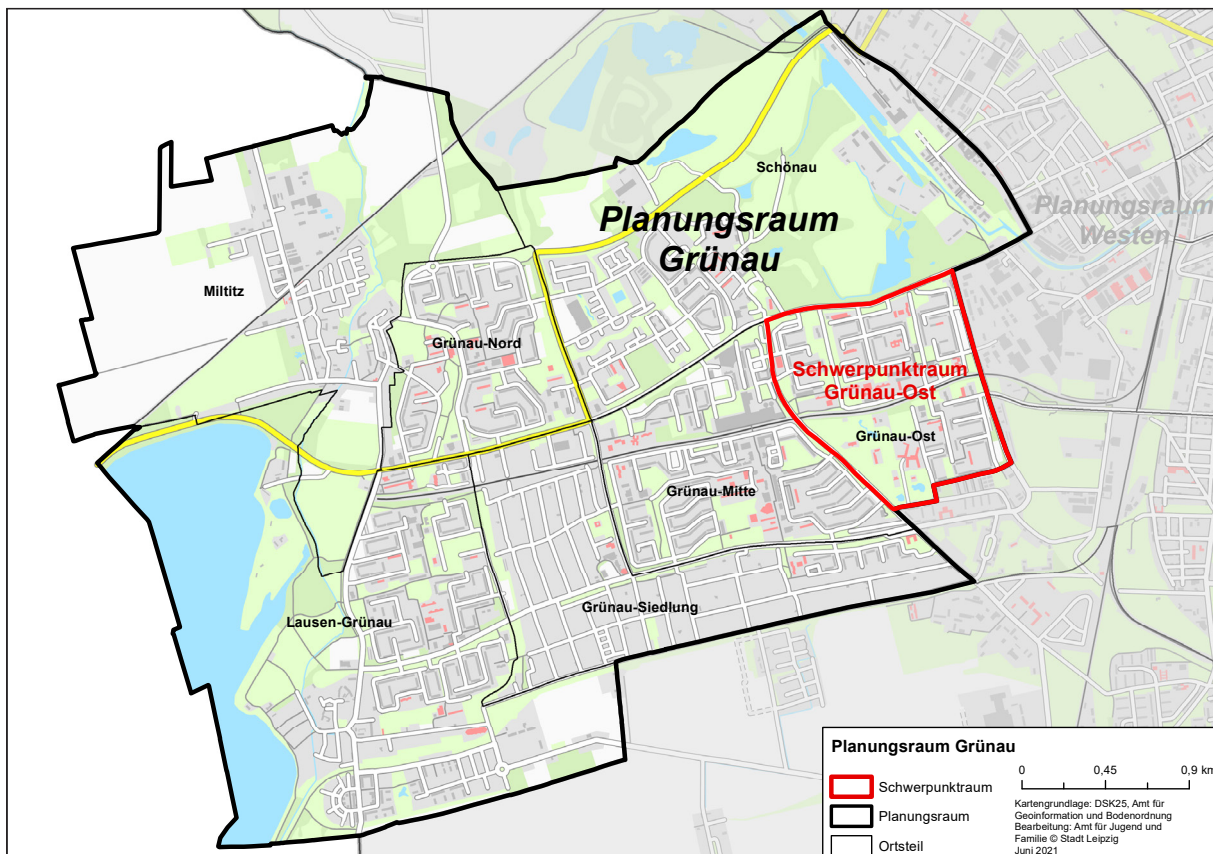 Schönau
Planungsraum
Grünau
Planungsraum
Westen
Miltitz
Grünau-Nord
Schwerpunktraum
Grünau-Ost
Grünau-Ost
Grünau-Mitte
Grünau-Siedlung
Lausen-Grünau
Planungsraum Grünau
Schwerpunktraum
Planungsraum
Ortsteil
0 0,45 0,9 km
Kartengrundlage: DSK25, Amt für
Geoinformation und Bodenordnung
Bearbeitung: Amt für Jugend und
Familie © Stadt Leipzig
Juni 2021